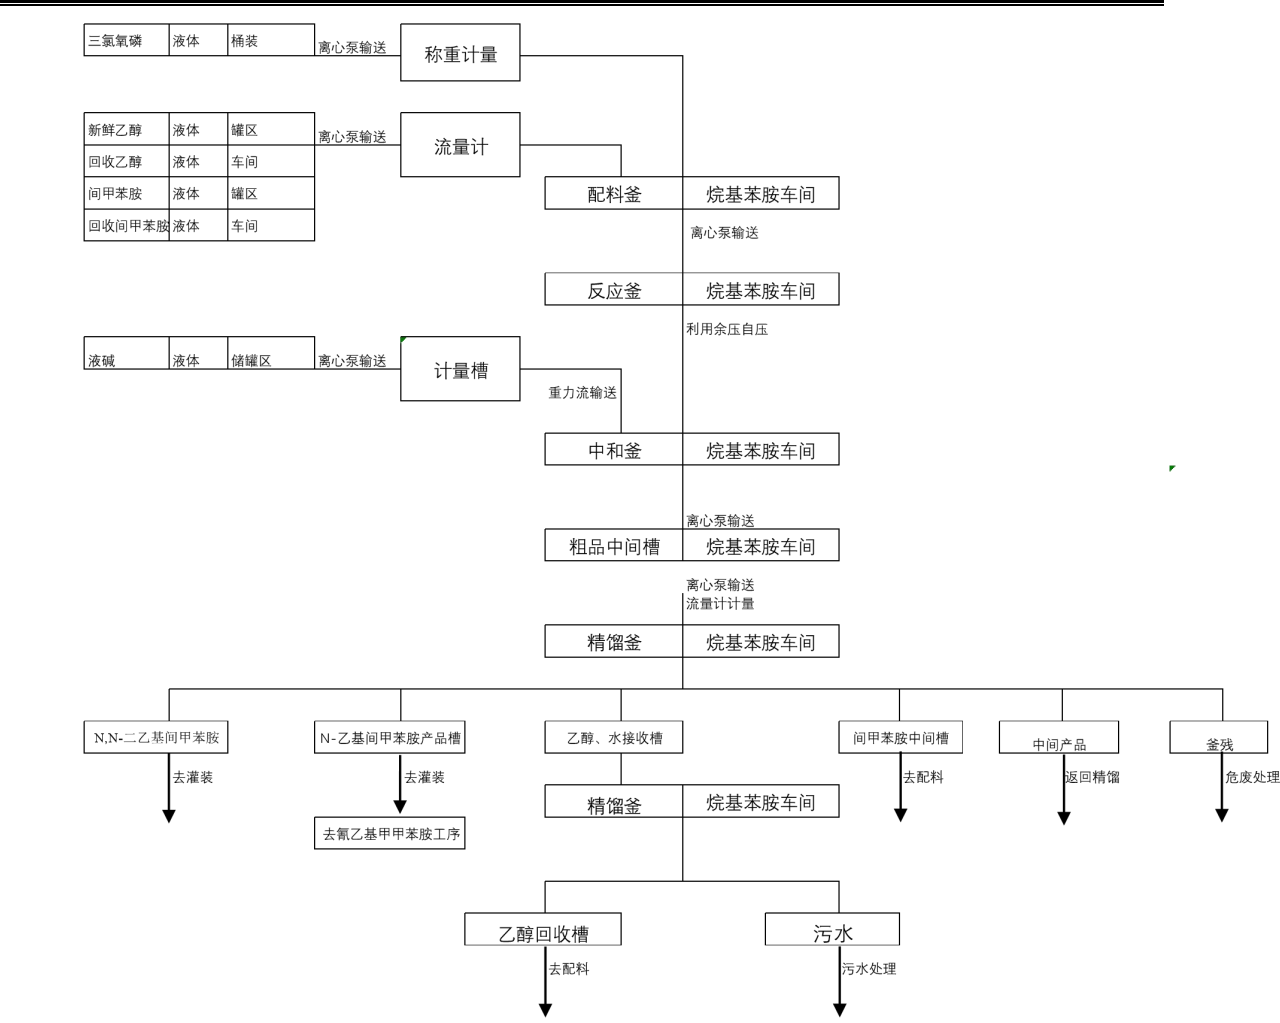 三氯氧磷 液体 桶装 离心泵输送 称重计量
新鲜乙醇 液体 罐区 离心泵输送 流量计
回收乙醇 液体 车间
间甲苯胺 液体 罐区
回收间甲苯胺 液体 车间
配料釜 烷基苯胺车间
离心泵输送
反应釜 烷基苯胺车间
利用余压自压
液碱 液体 储罐区 离心泵输送 计量槽
重力流输送
中和釜 烷基苯胺车间
离心泵输送
粗品中间槽 烷基苯胺车间
离心泵输送
流量计计量
精馏釜 烷基苯胺车间
N,N-二乙基间甲苯胺 N-乙基间甲苯胺产品槽 乙醇、水接收槽 间甲苯胺中间槽 中间产品 釜残
去灌装 去灌装 去配料 返回精馏 危废处理
精馏釜 烷基苯胺车间
去氰乙基甲甲苯胺工序
乙醇回收槽 污水
去配料 污水处理